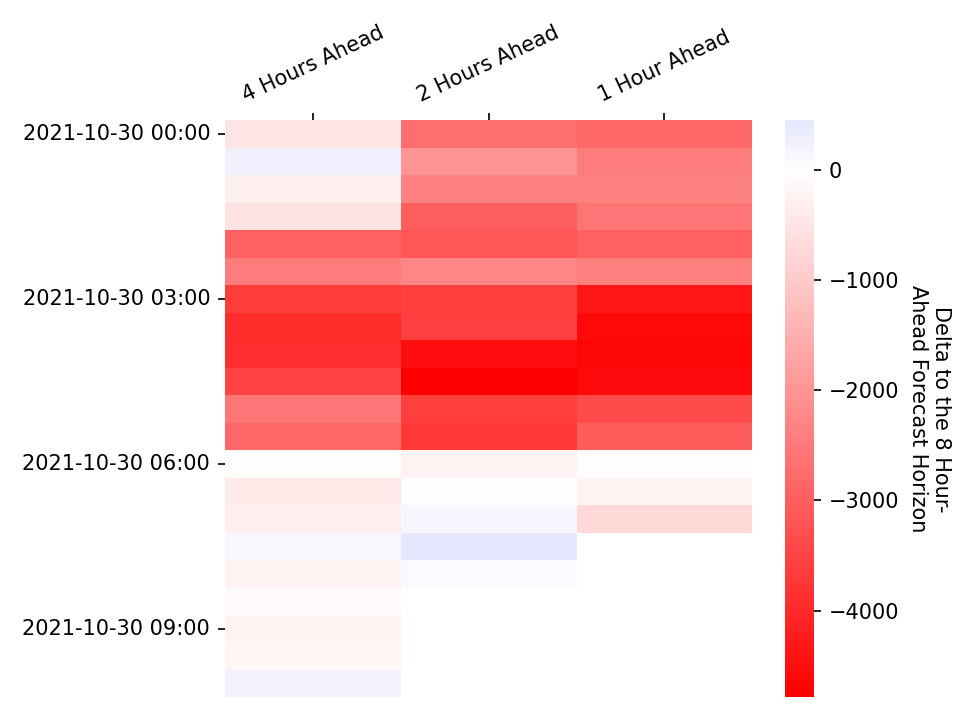 4 Hours Ahead
2 Hours Ahead
1 Hour Ahead
2021-10-30 00:00
2021-10-30 03:00
2021-10-30 06:00
2021-10-30 09:00
0
−1000
−2000
−3000
−4000
Delta to the 8 Hour-
Ahead Forecast Horizon